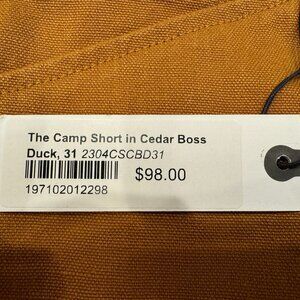 The Camp Short in Cedar Boss
Duck, 31 2304CSCBD31
$98.00
197102012298